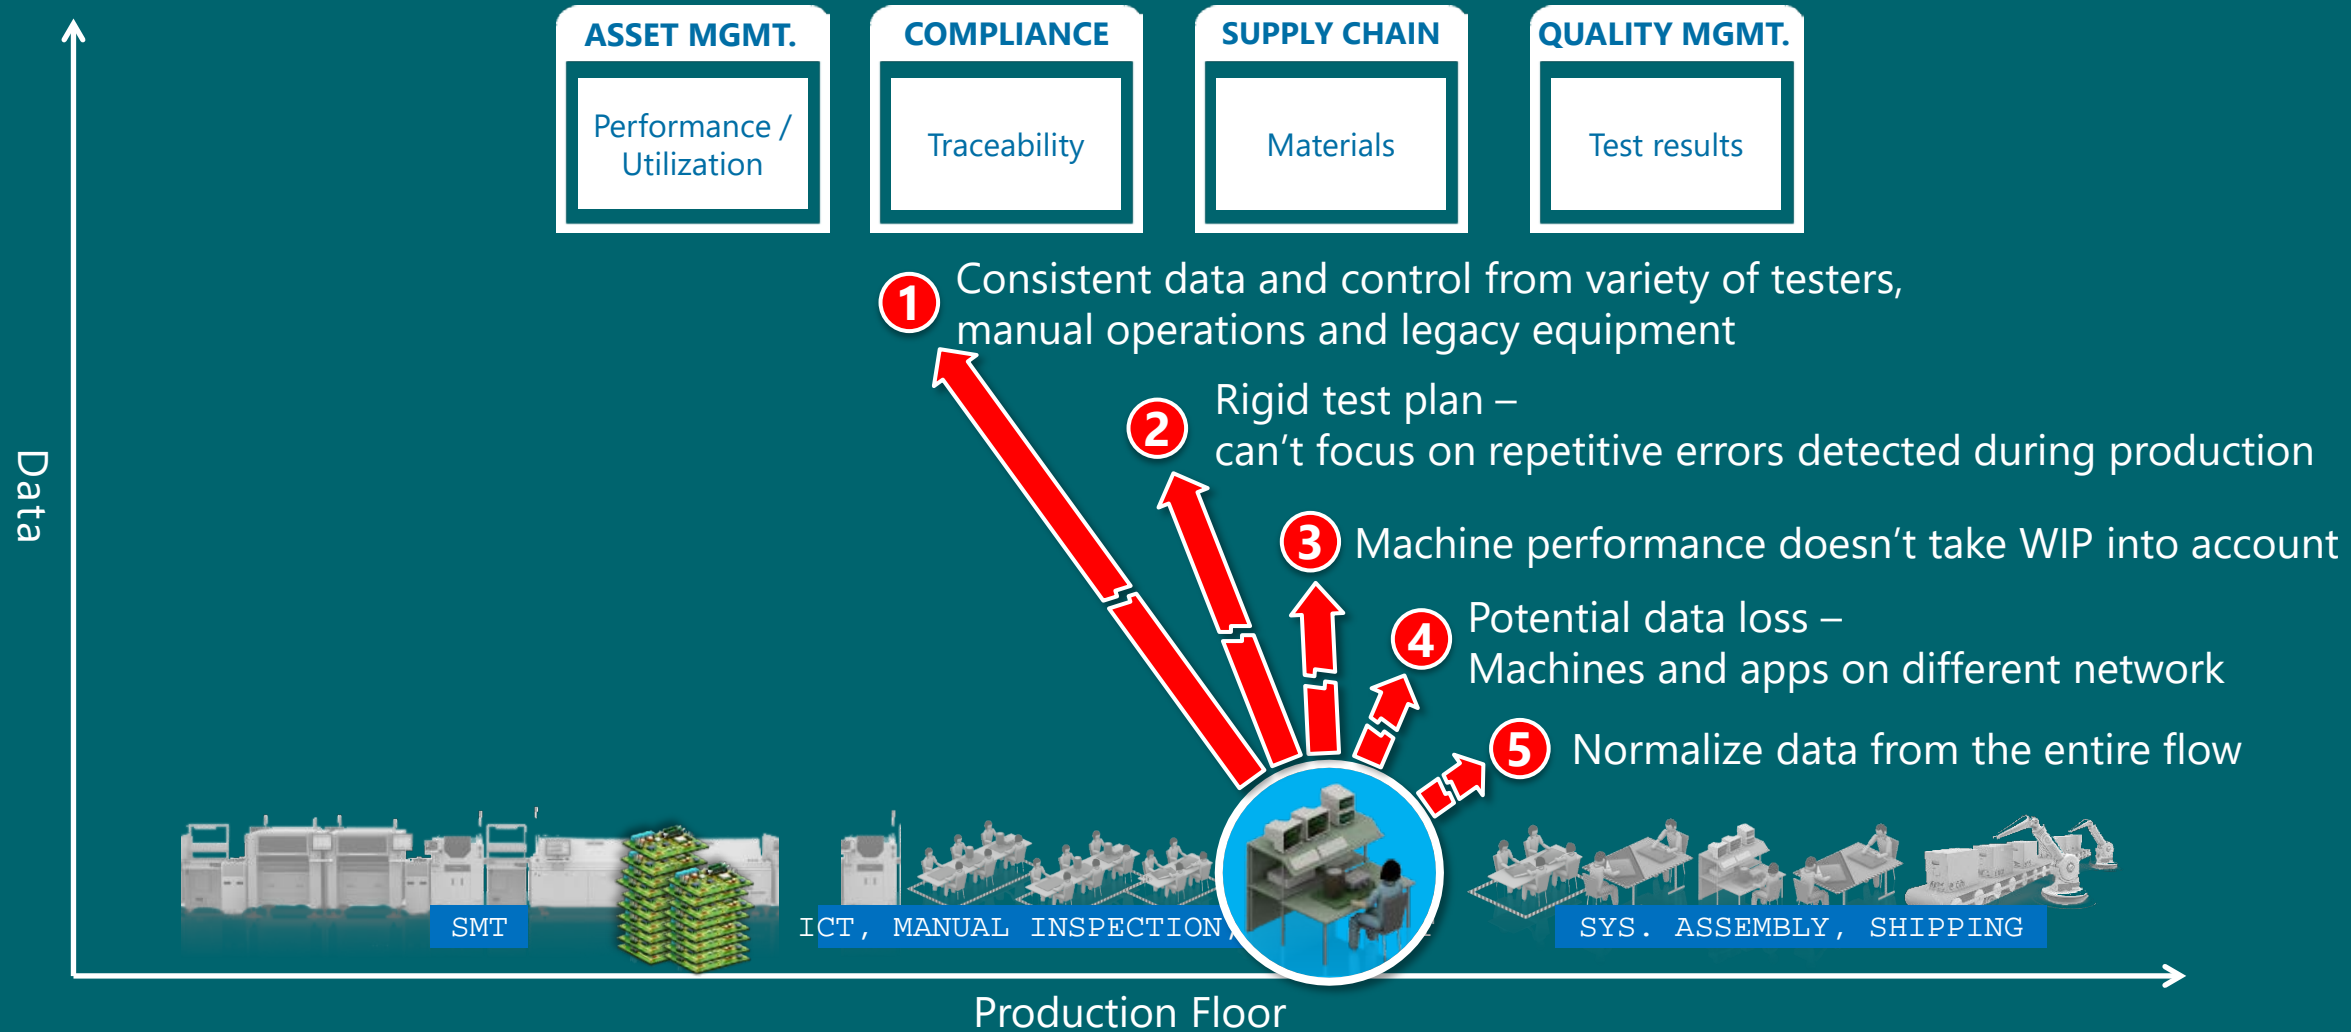 ASSET MGMT.
COMPLIANCE
SUPPLY CHAIN
QUALITY MGMT.
Performance /
Utilization
Traceability
Materials
Test results
1
Consistent data and control from variety of testers,
manual operations and legacy equipment
2
Rigid test plan –
can’t focus on repetitive errors detected during production
3
Machine performance doesn’t take WIP into account
4
Potential data loss –
Machines and apps on different network
5
Normalize data from the entire flow
Data
SMT
ICT, MANUAL INSPECTION,
SYS. ASSEMBLY, SHIPPING
Production Floor